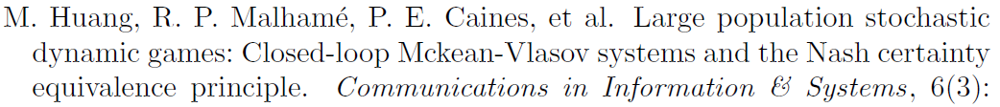 M. Huang, R. P. Malhamé, P. E. Caines, et al. Large population stochastic
dynamic games: Closed-loop Mckean-Vlasov systems and the Nash certainty
equivalence principle. Communications in Information & Systems, 6(3):